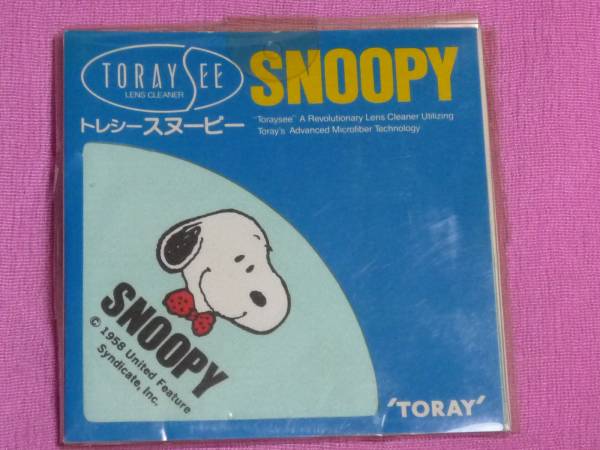 TORAYSEE
LENS CLEANER
SNOOPY
トレシースヌーピー
"Toraysee" A Revolutionary Lens Cleaner Utilizing
Toray's Advanced Microfiber Technology
SNOOPY
© 1958 United Feature
Syndicate, Inc.
'TORAY'